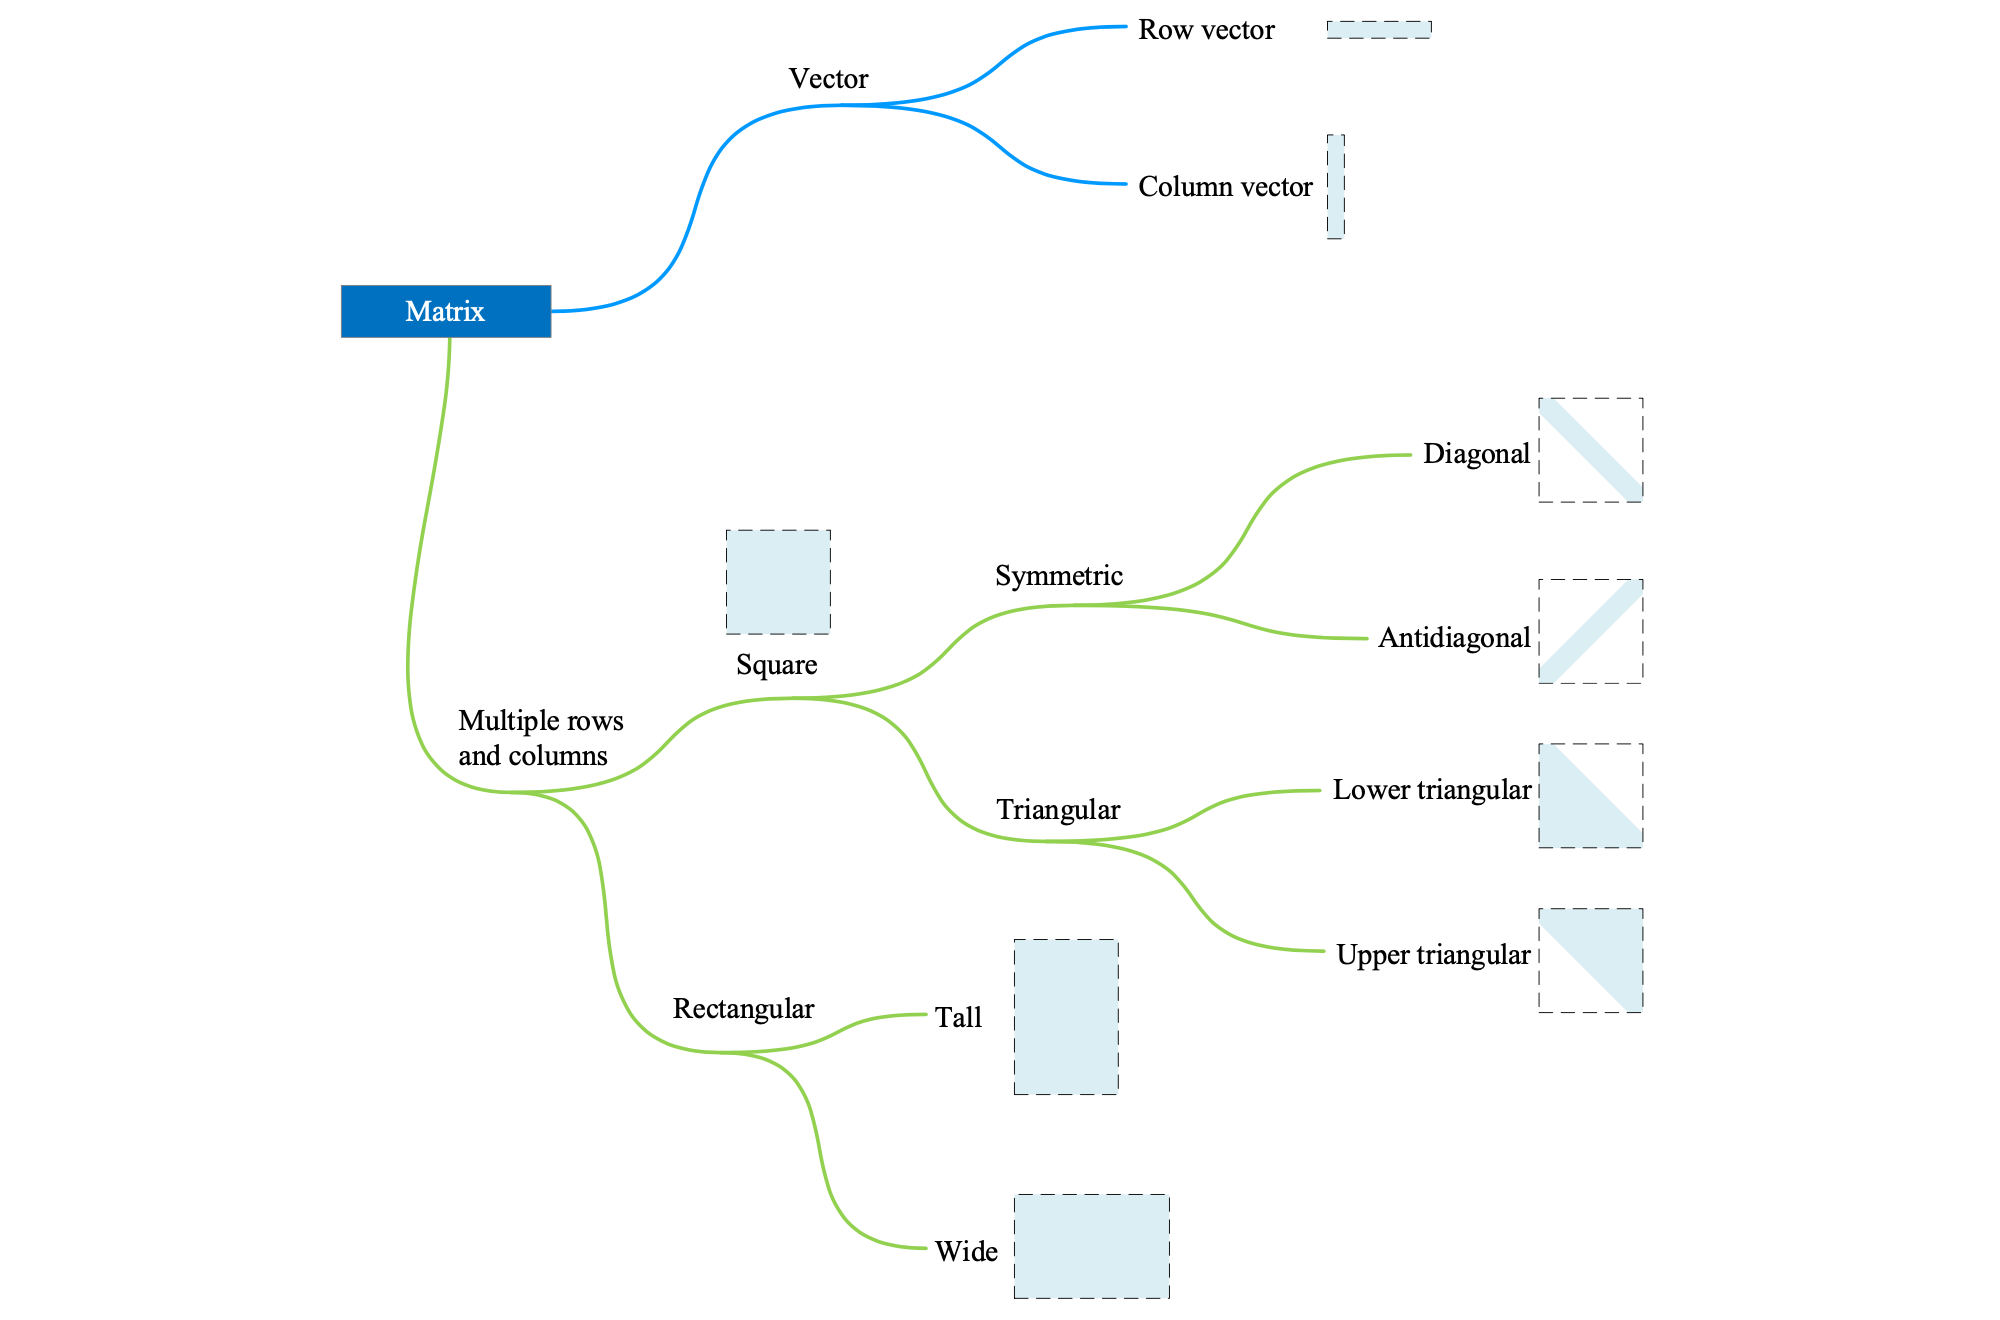 Row vector
Vector
Column vector
Matrix
Diagonal
Symmetric
Antidiagonal
Square
Multiple rows
and columns
Lower triangular
Triangular
Upper triangular
Rectangular
Tall
Wide